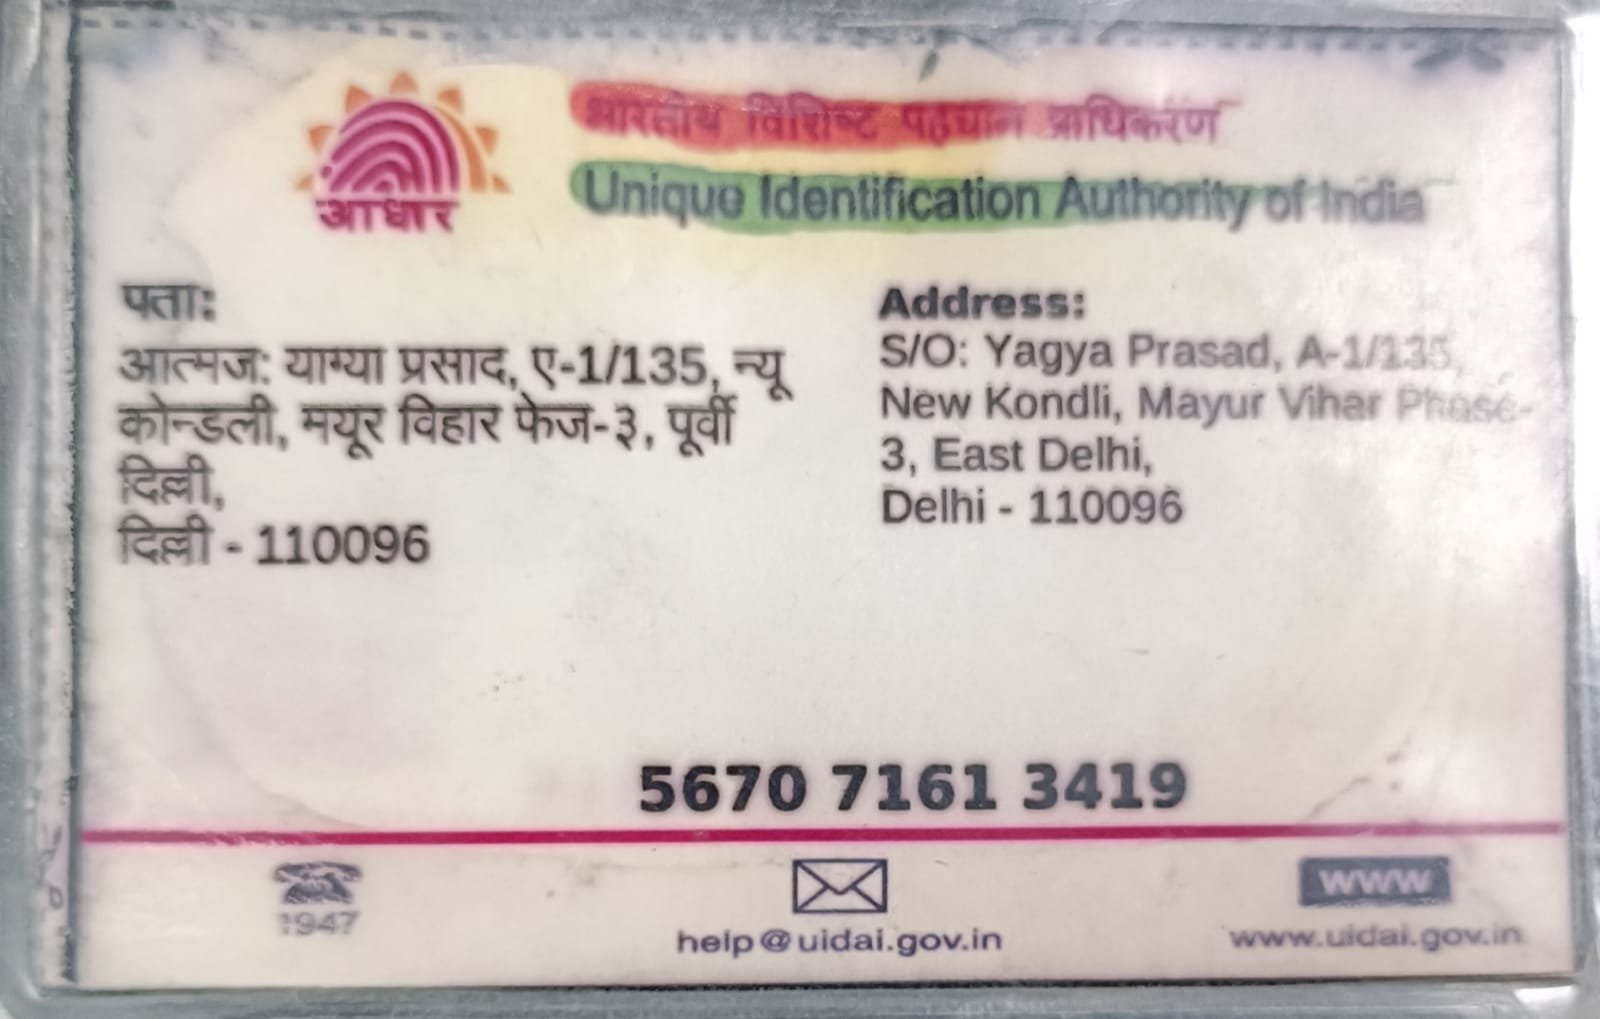 आधार
भारतीय विशिष्ट पहचान प्राधिकरण
Unique Identification Authority of India
पता:
आत्मज: याग्या प्रसाद, ए-1/135, न्यू
कोन्डली, मयूर विहार फेज-३, पूर्वी
दिल्ली,
दिल्ली - 110096
Address:
S/O: Yagya Prasad, A-1/135,
New Kondli, Mayur Vihar Phase-
3, East Delhi,
Delhi - 110096
5670 7161 3419
1947
help@uidai.gov.in
www
www.uidai.gov.in